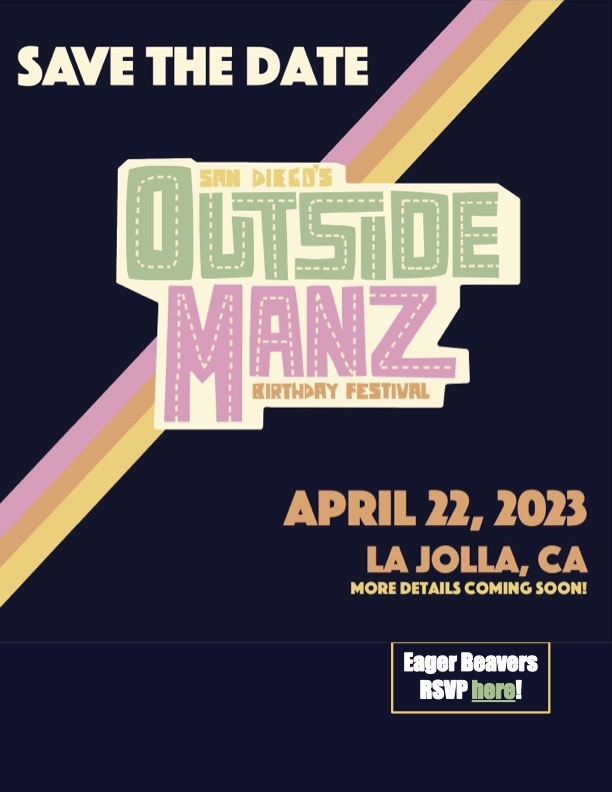 SAVE THE DATE
SAN DIEGO'S
OUTSIDE
MANZ
BIRTHDAY FESTIVAL
APRIL 22, 2023
LA JOLLA, CA
MORE DETAILS COMING SOON!
Eager Beavers
RSVP here!